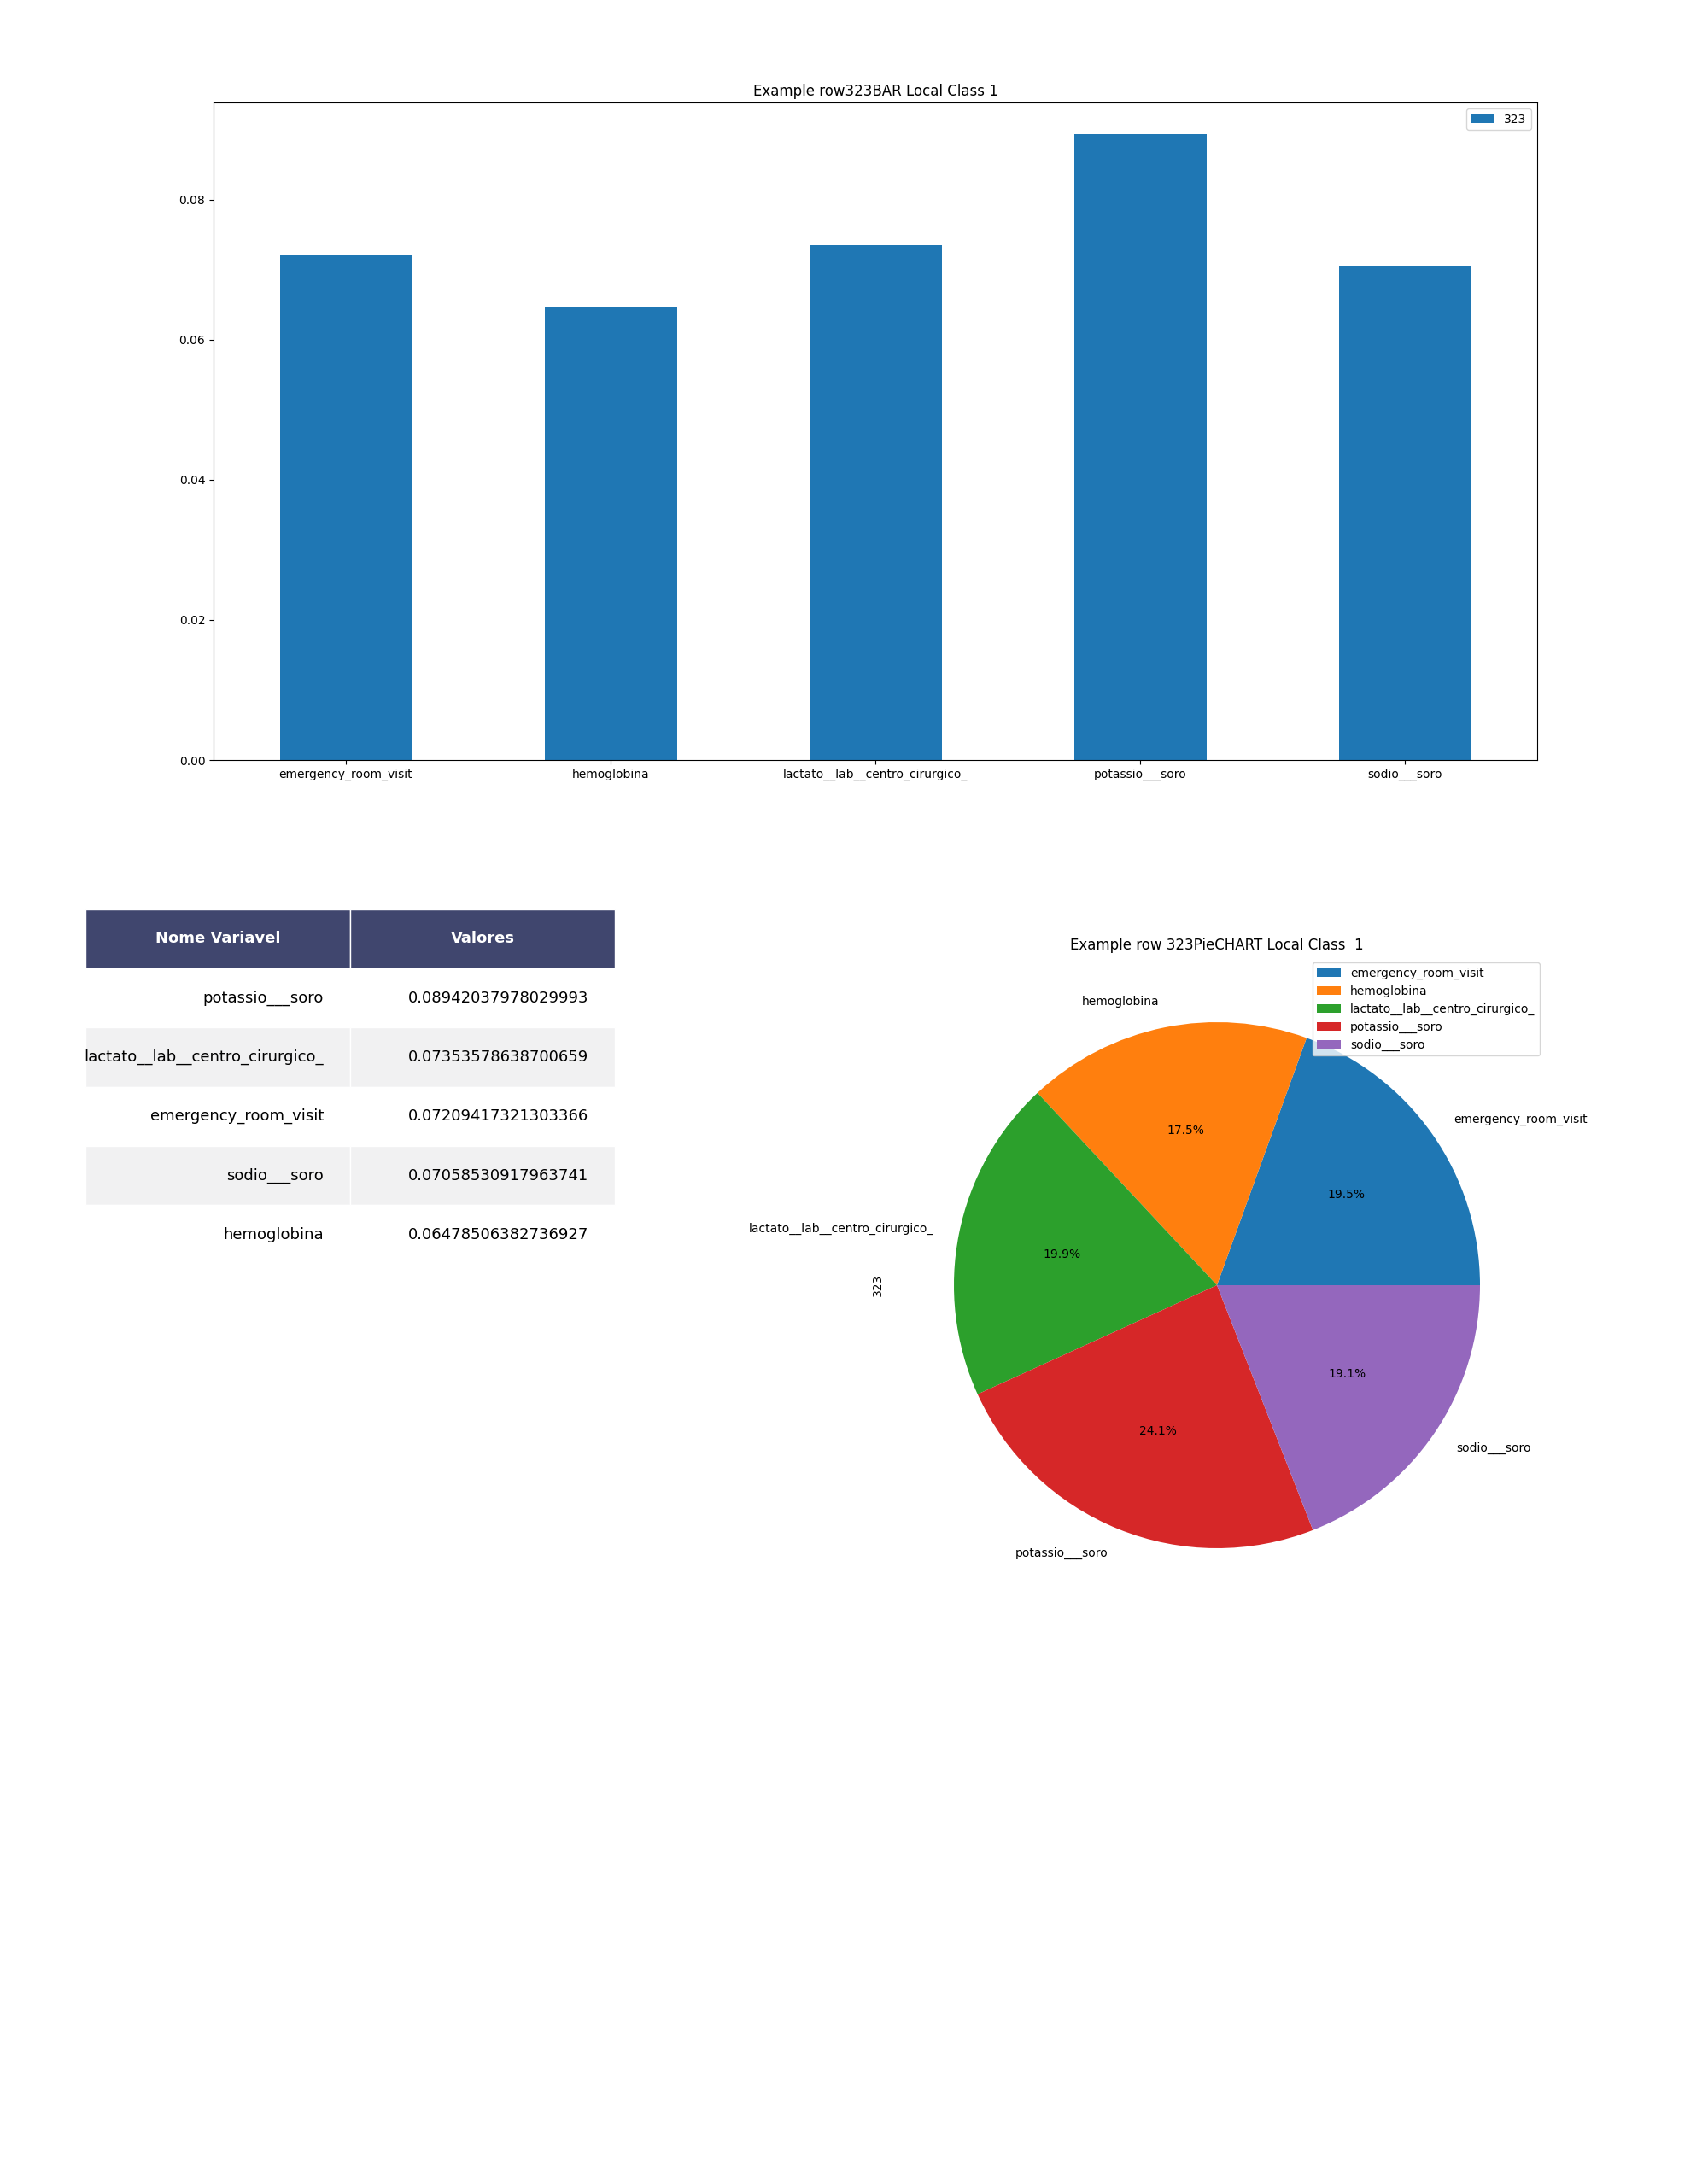 Example row323BAR Local Class 1
323
0.08
0.06
0.04
0.02
0.00
emergency_room_visit hemoglobina lactato__lab__centro_cirurgico_ potassio___soro sodio___soro
Nome Variavel Valores
potassio___soro 0.08942037978029993
lactato__lab__centro_cirurgico_ 0.07353578638700659
emergency_room_visit 0.07209417321303366
sodio___soro 0.07058530917963741
hemoglobina 0.06478506382736927
Example row 323PieCHART Local Class  1
emergency_room_visit
hemoglobina
lactato__lab__centro_cirurgico_
potassio___soro
sodio___soro
hemoglobina
emergency_room_visit
17.5%
19.5%
lactato__lab__centro_cirurgico_
19.9%
323
19.1%
24.1%
sodio___soro
potassio___soro